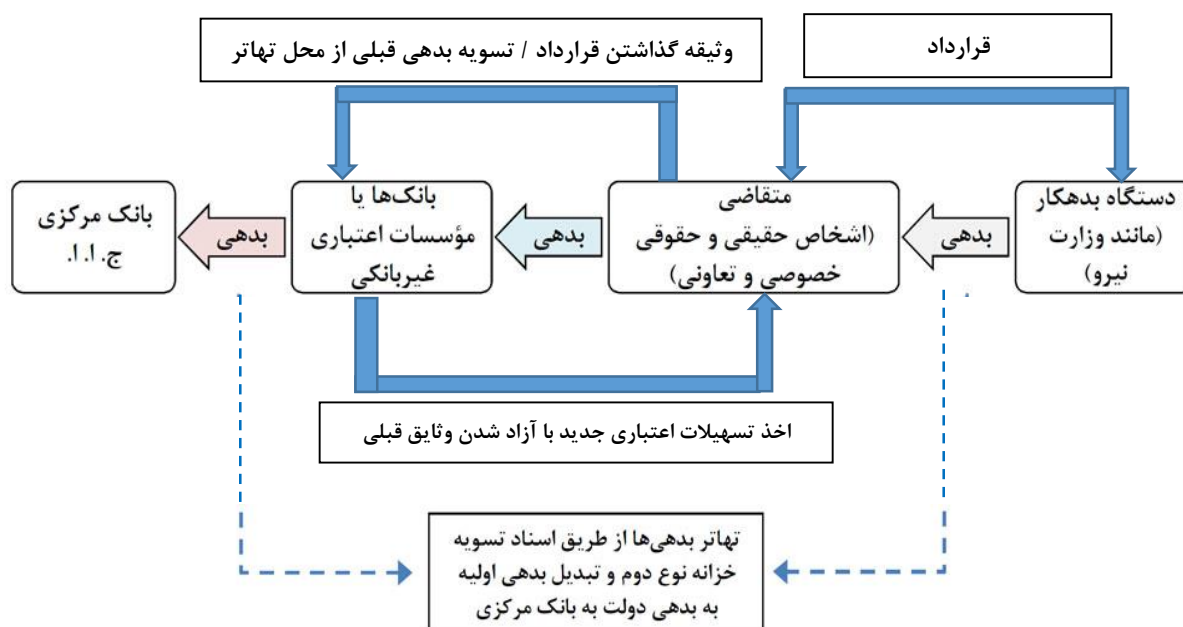 قرارداد
وثیقه گذاشتن قرارداد / تسویه بدهی قبلی از محل تهاتر
دستگاه بدهکار
(مانند وزارت
نیرو)
بدهی
متقاضی
(اشخاص حقیقی و حقوقی
خصوصی و تعاونی)
بدهی
بانک‌ها یا
مؤسسات اعتباری
غیربانکی
بدهی
بانک مرکزی
ج. ا. ا.
اخذ تسهیلات اعتباری جدید با آزاد شدن وثایق قبلی
تهاتر بدهی‌ها از طریق اسناد تسویه
خزانه نوع دوم و تبدیل بدهی اولیه
به بدهی دولت به بانک مرکزی